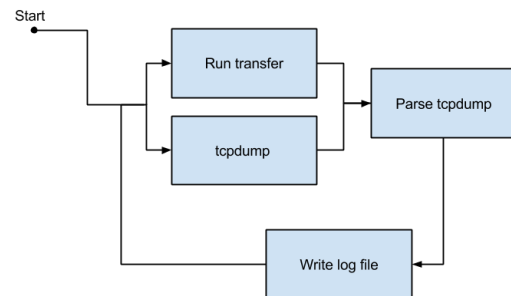 Start
Run transfer
Parse tcpdump
tcpdump
Write log file